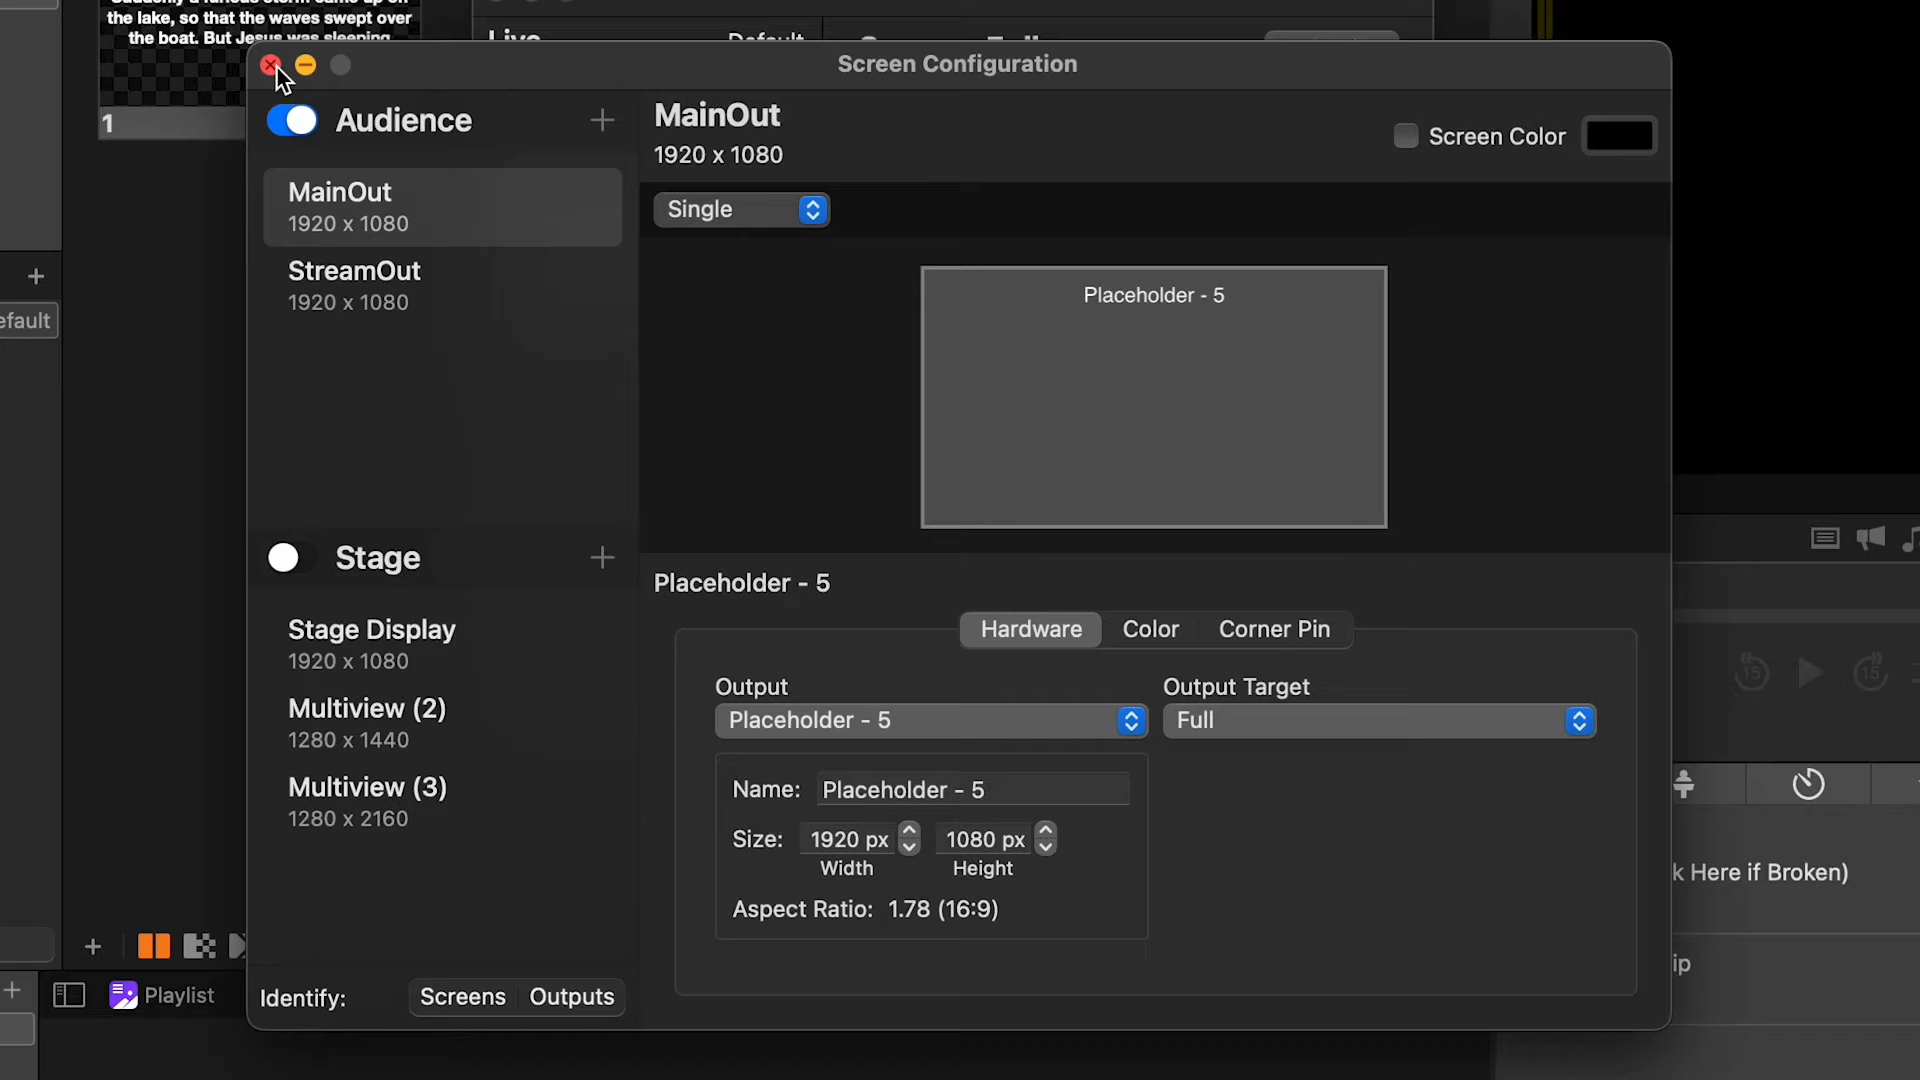 the lake, so that the waves swept over
the boat. But Jesus was sleeping
1
Live
Default
Screen Configuration
Audience
MainOut
1920 x 1080
StreamOut
1920 x 1080
Stage
Stage Display
1920 x 1080
Multiview (2)
1280 x 1440
Multiview (3)
1280 x 2160
Identify:
Screens
Outputs
MainOut
1920 x 1080
Screen Color
Single
Placeholder - 5
Placeholder - 5
Hardware
Color
Corner Pin
Output
Placeholder - 5
Output Target
Full
Name: Placeholder - 5
Size: 1920 px 1080 px
Width Height
Aspect Ratio: 1.78 (16:9)
efault
Playlist
15
15
k Here if Broken)
ip